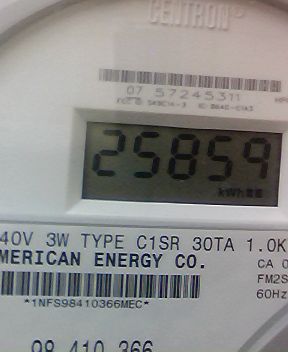 CENTRON®
07 57245311
25859
kWh
40V 3W TYPE C1SR 30TA 1.0K
MERICAN ENERGY CO.
CA 0
FM2S
60Hz
*1NFS98410366MEC*
98 410 366